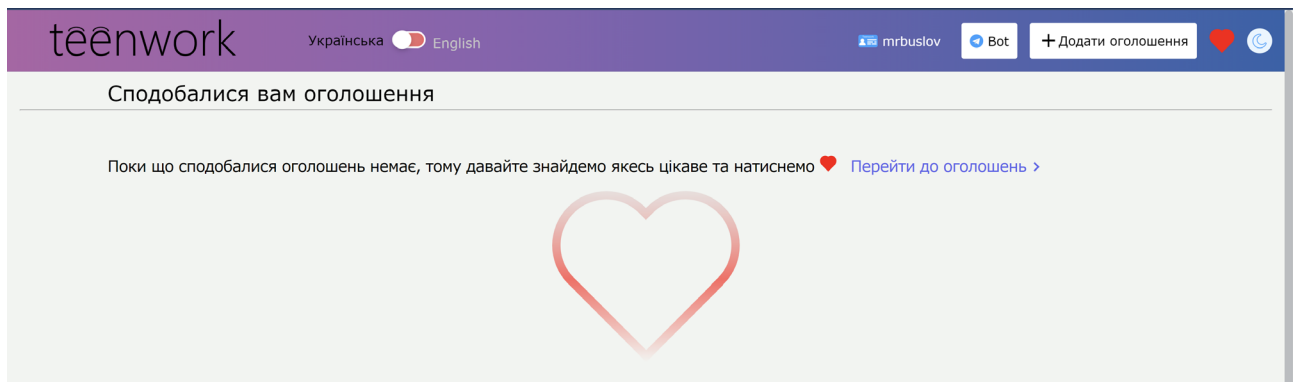 teenwork
Українська English mrbuslov Bot +Додати оголошення
Сподобалися вам оголошення
Поки що сподобалися оголошень немає, тому давайте знайдемо якесь цікаве та натиснемо ❤ Перейти до оголошень >